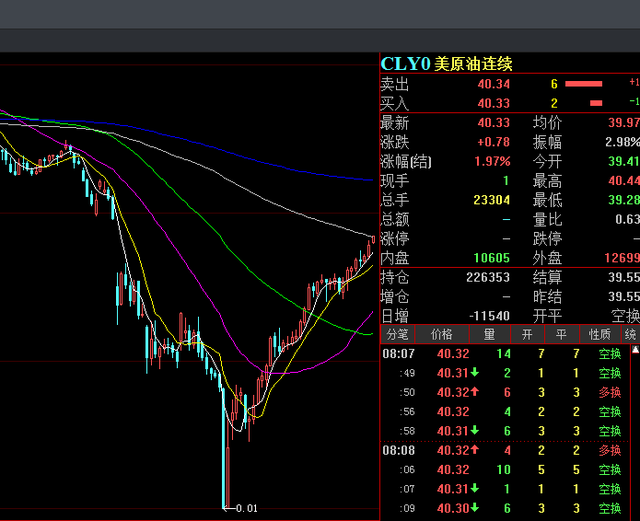 CLY0 美原油连续
卖出 40.34 6 +1
买入 40.33 2 -1
最新 40.33 均价 39.97
涨跌 +0.78 振幅 2.98%
涨幅(结) 1.97% 今开 39.41
现手 1 最高 40.44
总手 23304 最低 39.28
总额 — 量比 0.63
涨停 — 跌停 —
内盘 10605 外盘 12699
持仓 226353 结算 39.55
增仓 — 昨结 39.55
日增 -11540 开平 空换
分笔 价格 量 开 平 性质 统
08:07 40.32 14 7 7 空换
:49 40.31↓ 2 1 1 空换
:50 40.32↑ 6 3 3 多换
:56 40.32 4 2 2 空换
:58 40.31↓ 6 3 3 空换
08:08 40.32↑ 4 2 2 多换
:06 40.32 10 5 5 空换
:07 40.31↓ 1 1 1 空换
:09 40.30↓ 6 3 3 空换
←0.01